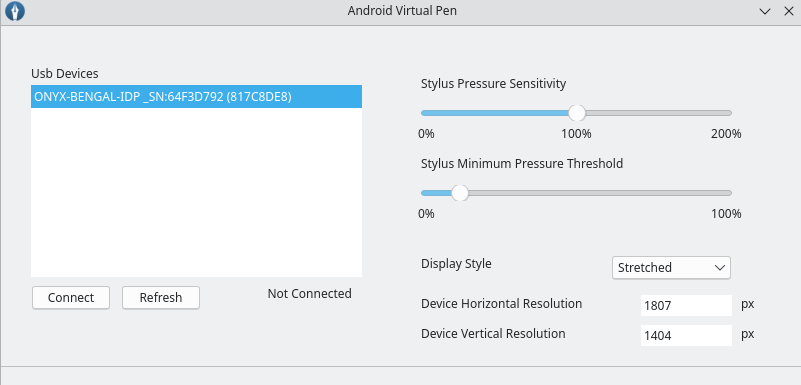 Android Virtual Pen
Usb Devices
ONYX-BENGAL-IDP _SN:64F3D792 (817C8DE8)
Connect
Refresh
Not Connected
Stylus Pressure Sensitivity
0% 100% 200%
Stylus Minimum Pressure Threshold
0% 100%
Display Style Stretched
Device Horizontal Resolution 1807 px
Device Vertical Resolution 1404 px